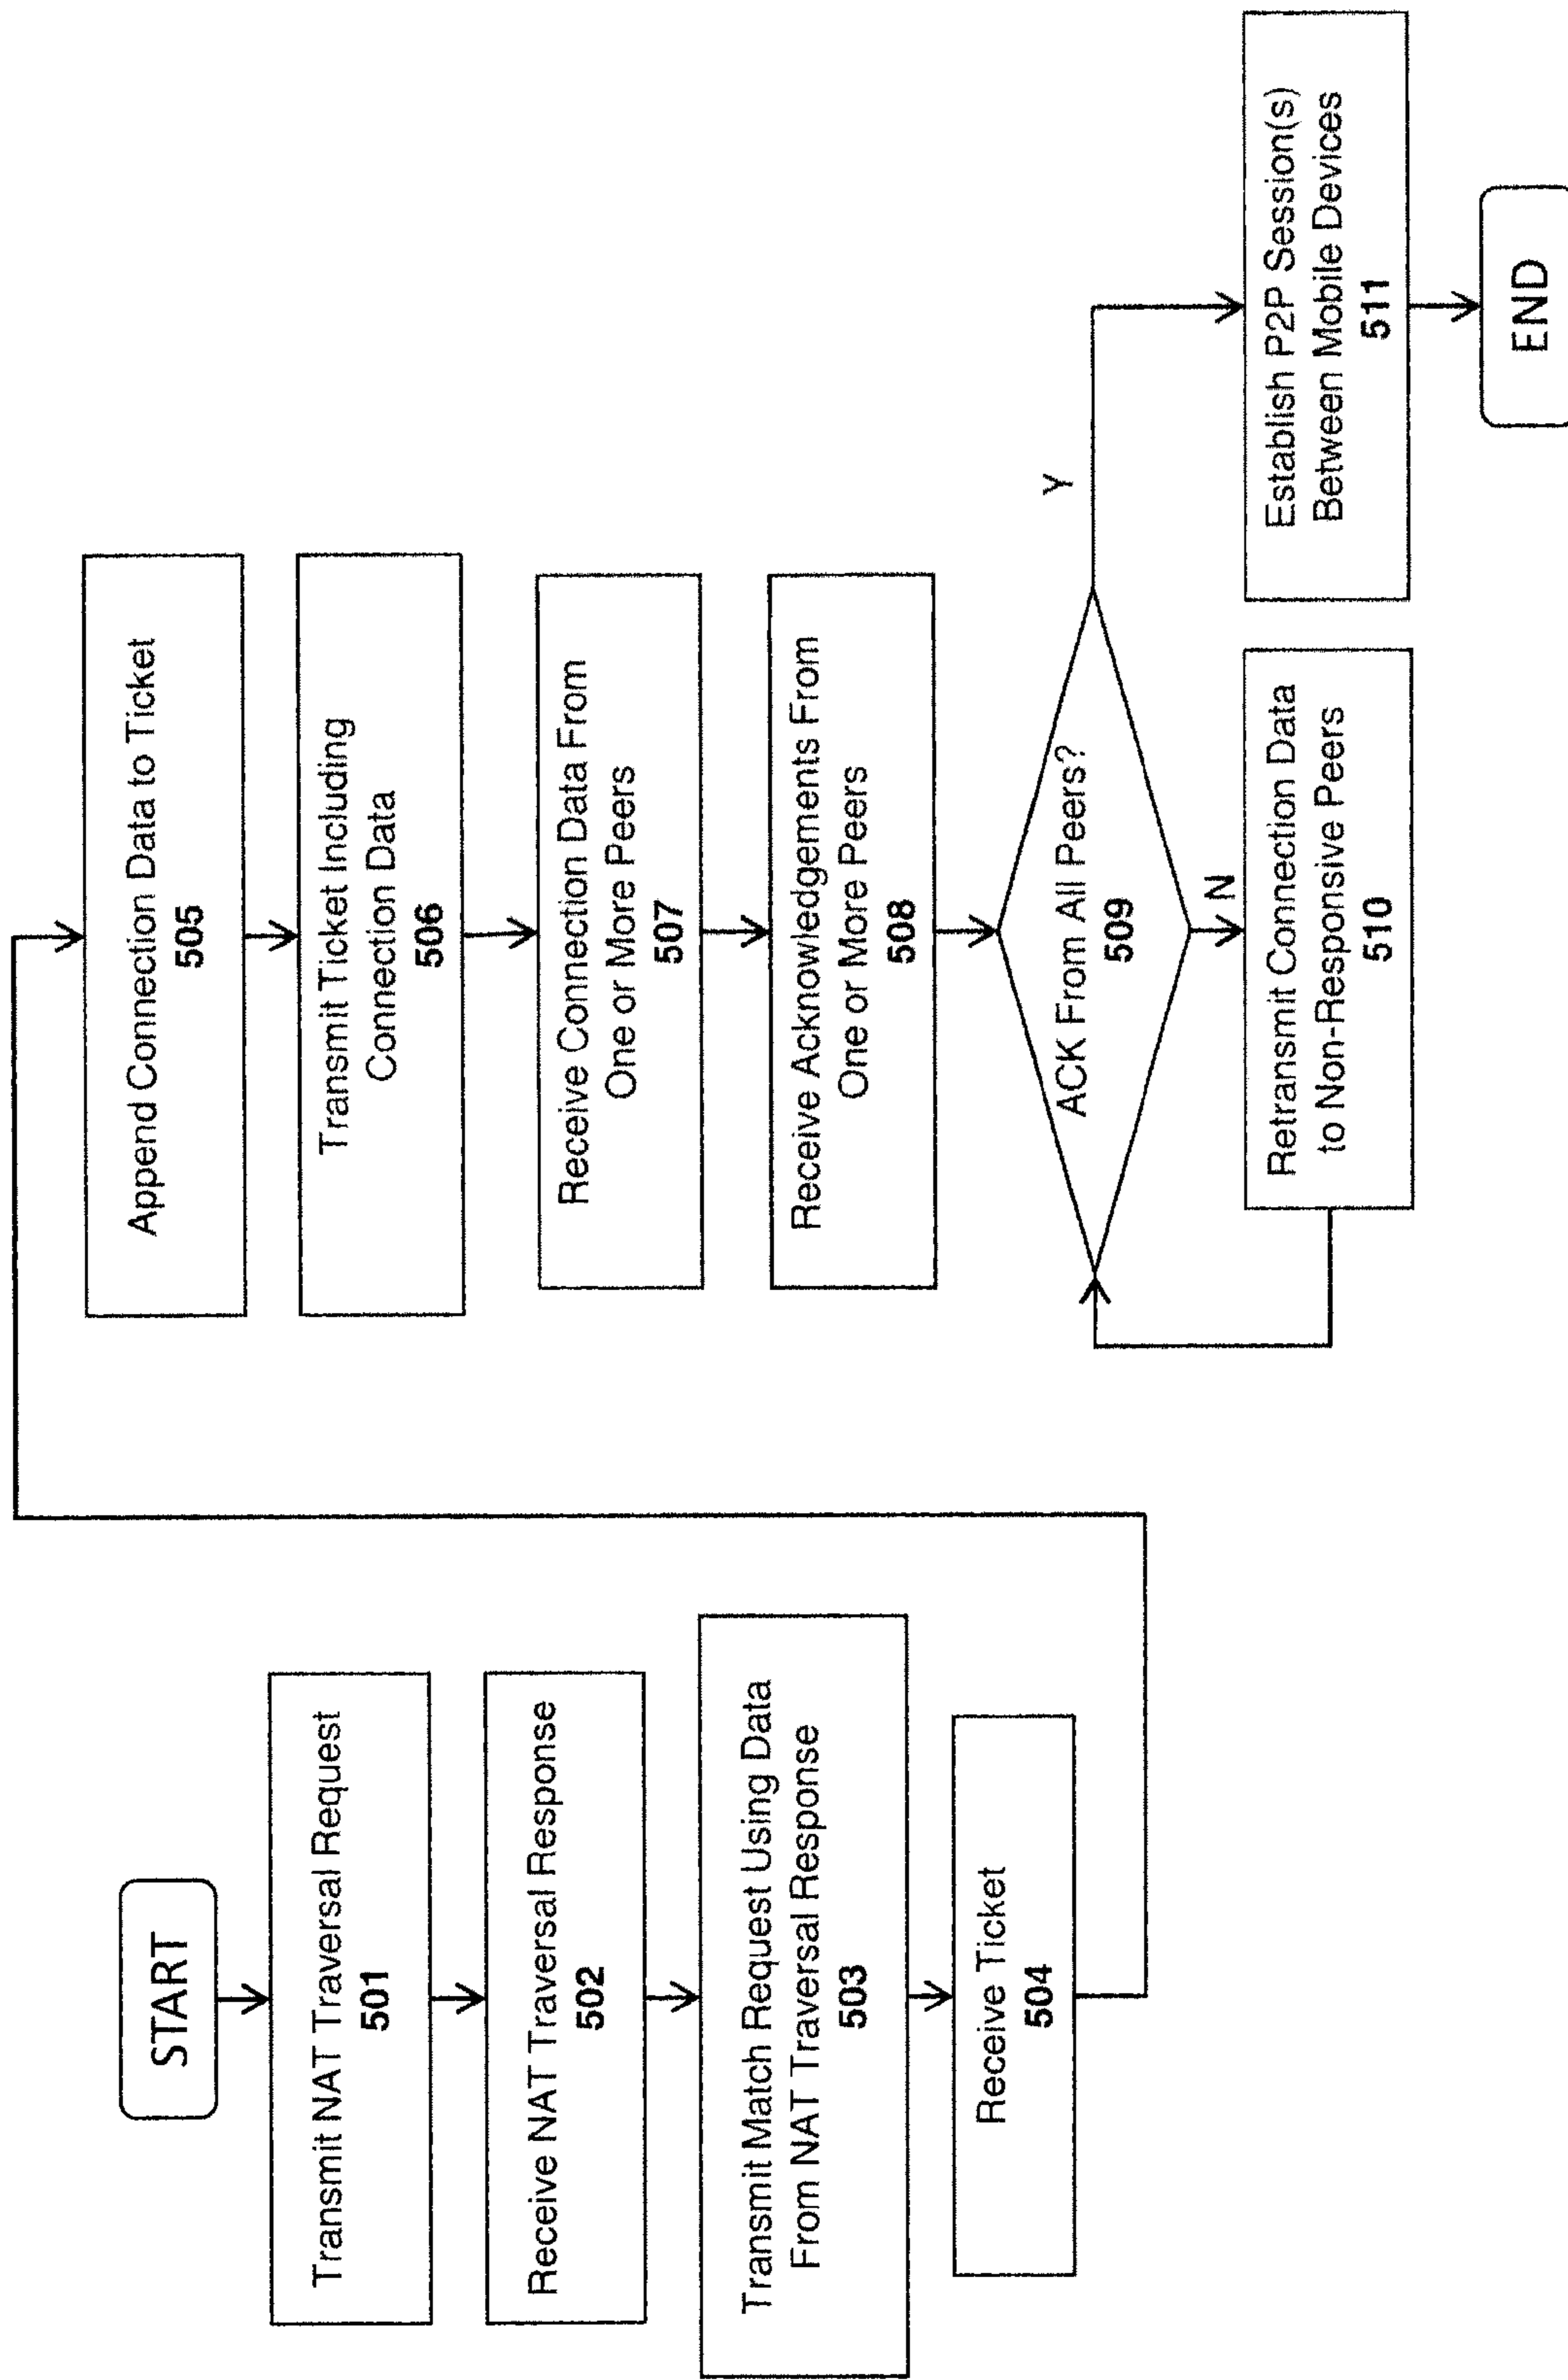 START
Transmit NAT Traversal Request
501
Receive NAT Traversal Response
502
Transmit Match Request Using Data
From NAT Traversal Response
503
Receive Ticket
504
Append Connection Data to Ticket
505
Transmit Ticket Including
Connection Data
506
Receive Connection Data From
One or More Peers
507
Receive Acknowledgements From
One or More Peers
508
ACK From All Peers?
509
Y
N
Retransmit Connection Data
to Non-Responsive Peers
510
Establish P2P Session(s)
Between Mobile Devices
511
END